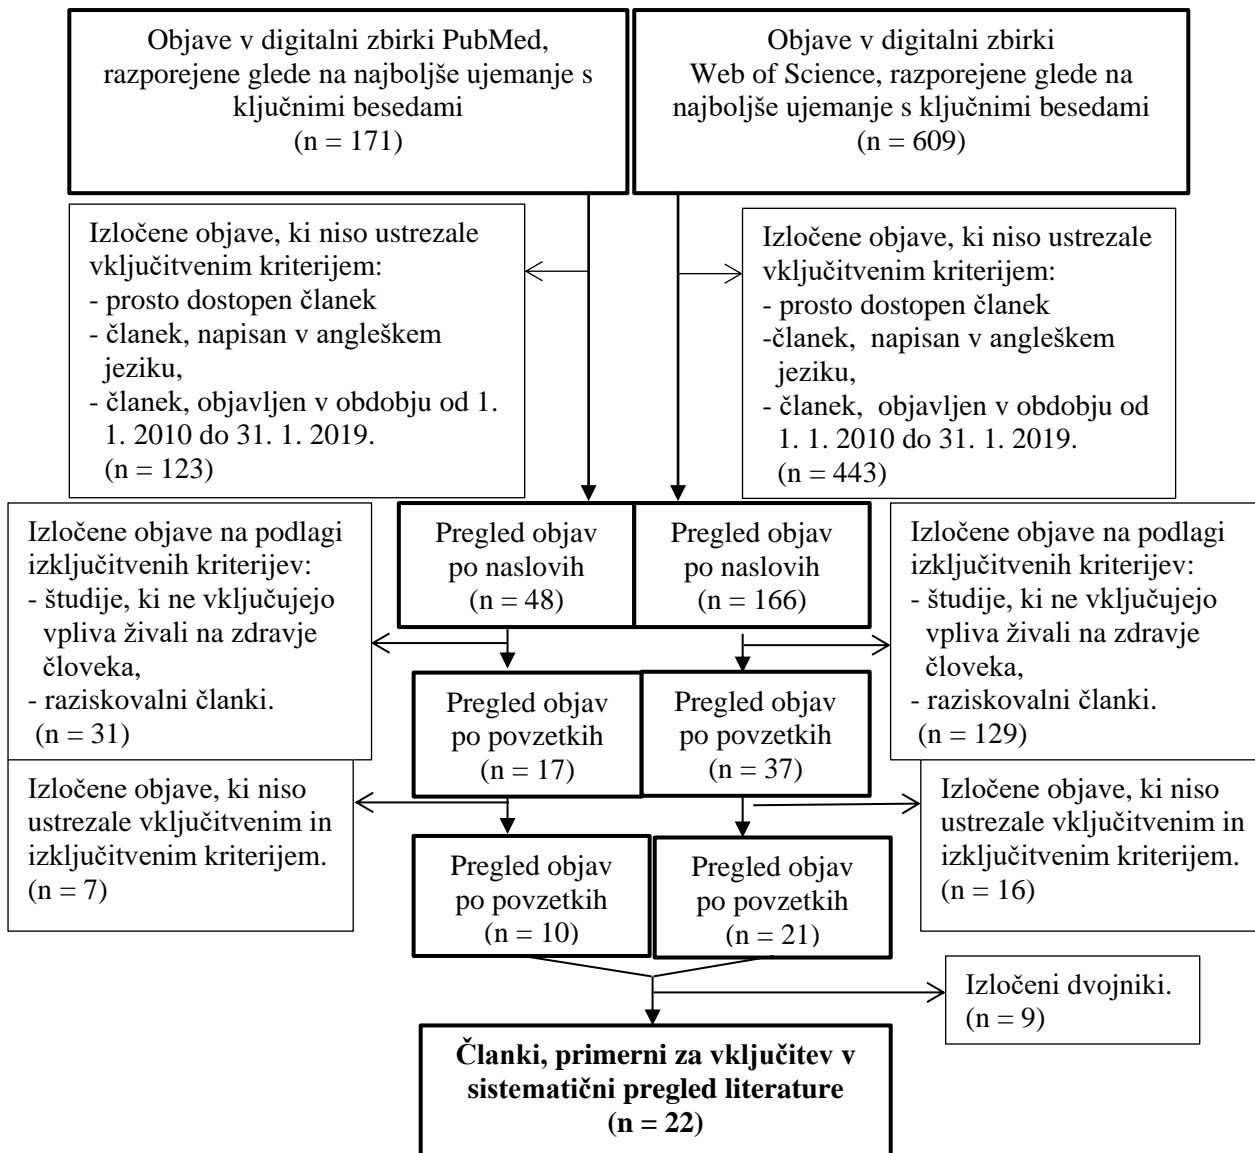 Objave v digitalni zbirki PubMed,
razporejene glede na najboljše ujemanje s
ključnimi besedami
(n = 171)
Objave v digitalni zbirki
Web of Science, razporejene glede na
najboljše ujemanje s ključnimi besedami
(n = 609)
Izločene objave, ki niso ustrezale
vključitvenim kriterijem:
- prosto dostopen članek
- članek, napisan v angleškem
jeziku,
- članek, objavljen v obdobju od 1.
1. 2010 do 31. 1. 2019.
(n = 123)
Izločene objave, ki niso ustrezale
vključitvenim kriterijem:
- prosto dostopen članek
-članek, napisan v angleškem
jeziku,
- članek, objavljen v obdobju od
1. 1. 2010 do 31. 1. 2019.
(n = 443)
Izločene objave na podlagi
izključitvenih kriterijev:
- študije, ki ne vključujejo
vpliva živali na zdravje
človeka,
- raziskovalni članki.
(n = 31)
Pregled objav
po naslovih
(n = 48)
Pregled objav
po naslovih
(n = 166)
Izločene objave na podlagi
izključitvenih kriterijev:
- študije, ki ne vključujejo
vpliva živali na zdravje
človeka,
- raziskovalni članki.
(n = 129)
Pregled objav
po povzetkih
(n = 17)
Pregled objav
po povzetkih
(n = 37)
Izločene objave, ki niso
ustrezale vključitvenim in
izključitvenim kriterijem.
(n = 7)
Pregled objav
po povzetkih
(n = 10)
Pregled objav
po povzetkih
(n = 21)
Izločene objave, ki niso
ustrezale vključitvenim in
izključitvenim kriterijem.
(n = 16)
Izločeni dvojniki.
(n = 9)
Članki, primerni za vključitev v
sistematični pregled literature
(n = 22)